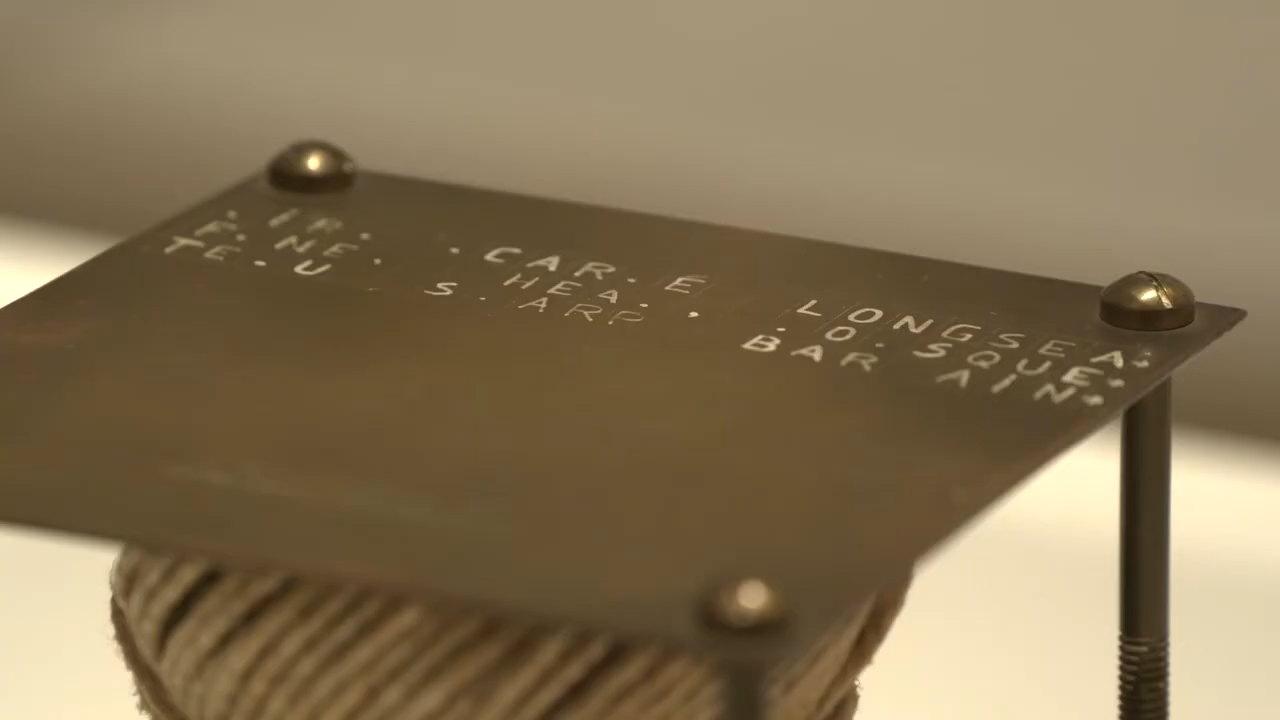 . IR. .CAR.E LONGSEA.
F. NE. HEA. , . O. SQUE.
TE.U S. ARP BAR AIN.